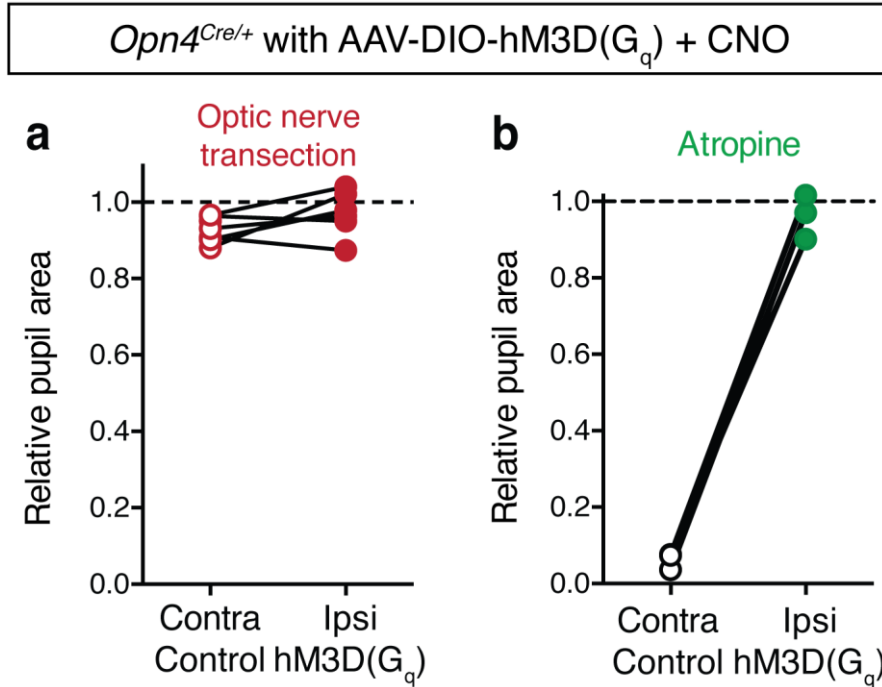 Opn4Cre/+ with AAV-DIO-hM3D(Gq) + CNO
a
Optic nerve
transection
Relative pupil area
1.0
0.8
0.6
0.4
0.2
0.0
Contra Ipsi
Control hM3D(Gq)
b
Atropine
Relative pupil area
1.0
0.8
0.6
0.4
0.2
0.0
Contra Ipsi
Control hM3D(Gq)